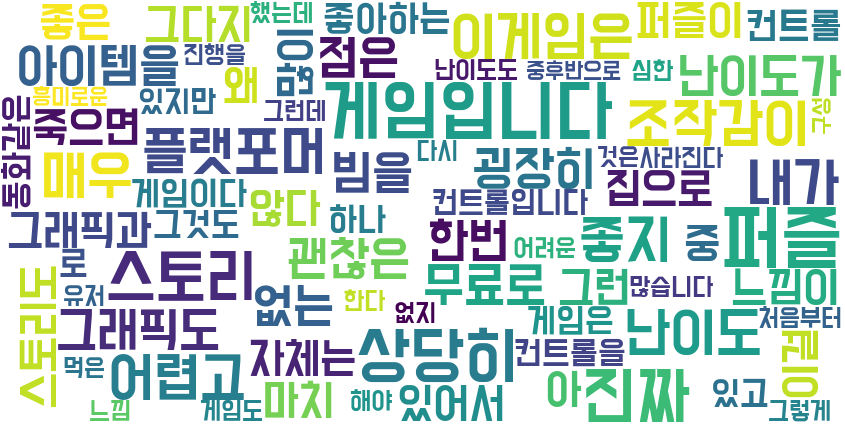 좋은
그다지
했는데
좋아하는
이게임은
퍼즐이
컨트롤
아이템을
진행을
왜
많이
점은
난이도도
중후반으로
심한
난이도가
흥미로운
있지만
그런데
게임입니다
조작감이
구성
통화같은
죽으면
플랫포머
빔을
다시
굉장히
것은
사라진다
매우
게임이다
않다
컨트롤입니다
집으로
내가
그래픽과
그것도
하나
한번
어려운
좋지
중
퍼즐
로
스토리
괜찮은
무료로
그런
많습니다
느낌이
스토리도
유저
없는
한다
없지
게임은
난이도
처음부터
그래픽도
자체는
상당히
컨트롤을
이걸
먹은
어렵고
마치
해야
있어서
아
진짜
있고
느낌
게임도
그렇게